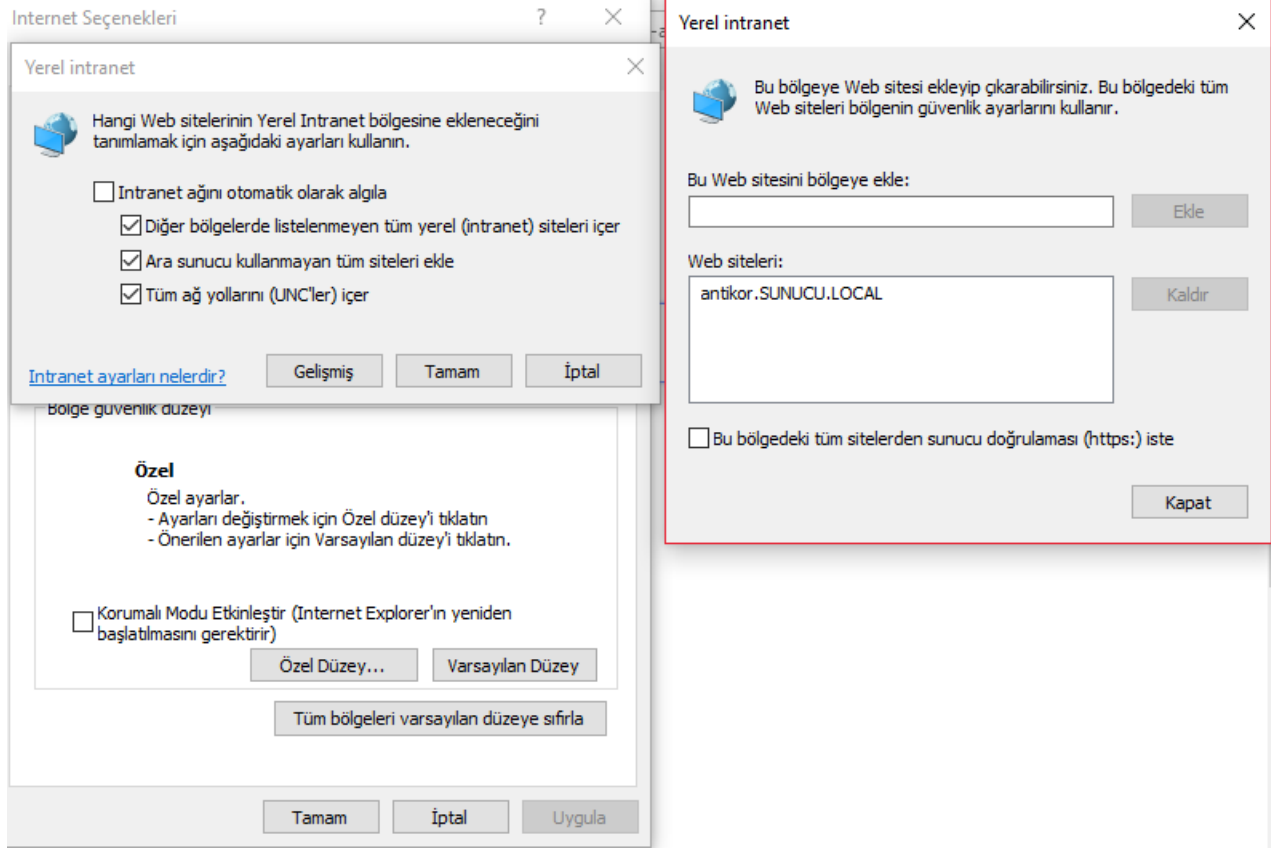 Internet Seçenekleri
?
Yerel intranet
Hangi Web sitelerinin Yerel Intranet bölgesine ekleneceğini
tanımlamak için aşağıdaki ayarları kullanın.
Intranet ağını otomatik olarak algıla
Diğer bölgelerde listelenmeyen tüm yerel (intranet) siteleri içer
Ara sunucu kullanmayan tüm siteleri ekle
Tüm ağ yollarını (UNC'ler) içer
Intranet ayarları nelerdir?
Gelişmiş
Tamam
İptal
Bölge güvenlik düzeyi
Özel
Özel ayarlar.
- Ayarları değiştirmek için Özel düzey'i tıklatın
- Önerilen ayarlar için Varsayılan düzey'i tıklatın.
Korumalı Modu Etkinleştir (Internet Explorer'ın yeniden
başlatılmasını gerektirir)
Özel Düzey...
Varsayılan Düzey
Tüm bölgeleri varsayılan düzeye sıfırla
Tamam
İptal
Uygula
Yerel intranet
Bu bölgeye Web sitesi ekleyip çıkarabilirsiniz. Bu bölgedeki tüm
Web siteleri bölgenin güvenlik ayarlarını kullanır.
Bu Web sitesini bölgeye ekle:
Ekle
Web siteleri:
antikor.SUNUCU.LOCAL
Kaldır
Bu bölgedeki tüm sitelerden sunucu doğrulaması (https:) iste
Kapat